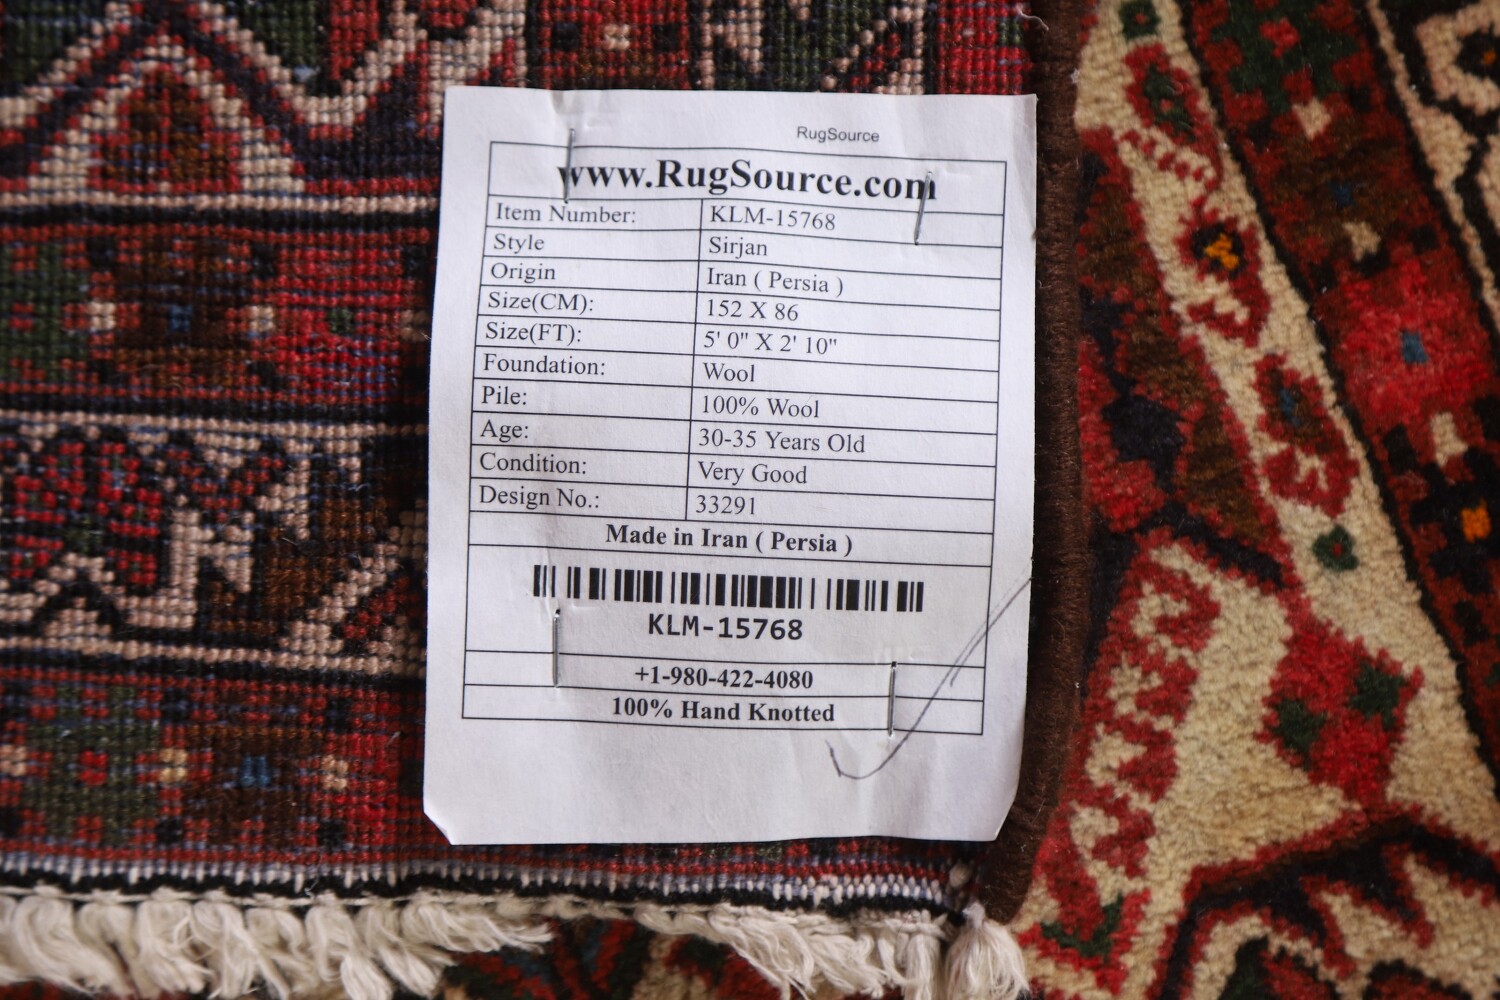 RugSource
www.RugSource.com
Item Number: KLM-15768
Style Sirjan
Origin Iran ( Persia )
Size(CM): 152 X 86
Size(FT): 5' 0" X 2' 10"
Foundation: Wool
Pile: 100% Wool
Age: 30-35 Years Old
Condition: Very Good
Design No.: 33291
Made in Iran ( Persia )
KLM-15768
+1-980-422-4080
100% Hand Knotted